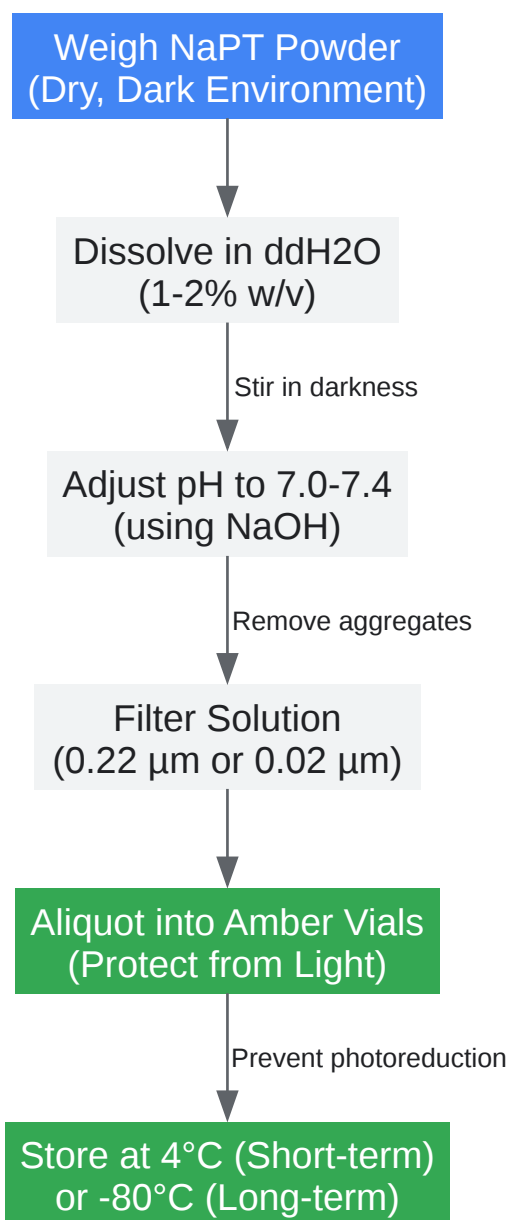 Weigh NaPT Powder
(Dry, Dark Environment)
Dissolve in ddH2O
(1-2% w/v)
Stir in darkness
Adjust pH to 7.0-7.4
(using NaOH)
Remove aggregates
Filter Solution
(0.22 µm or 0.02 µm)
Aliquot into Amber Vials
(Protect from Light)
Prevent photoreduction
Store at 4°C (Short-term)
or -80°C (Long-term)